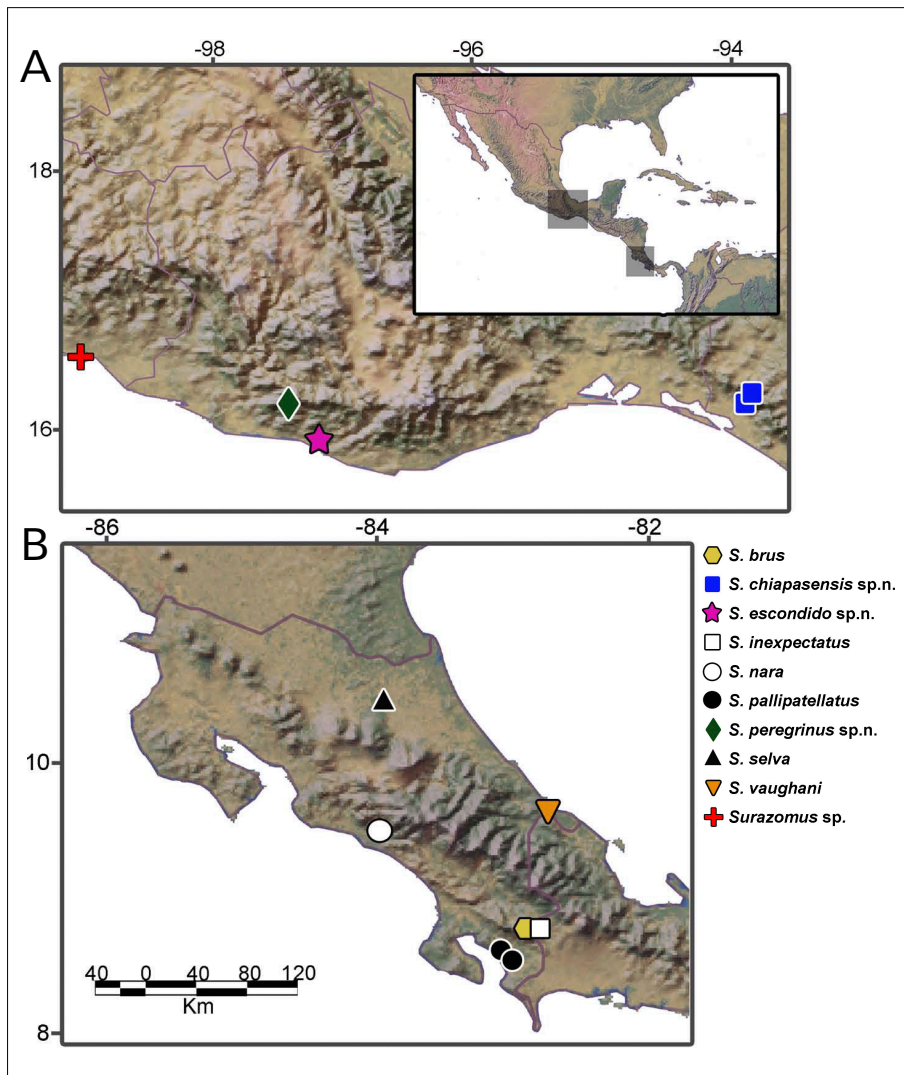 A
-98 -96 -94
18
16
B
-86 -84 -82
10
8
40 0 40 80 120
Km
S. brus
S. chiapasensis sp.n.
S. escondido sp.n.
S. inexpectatus
S. nara
S. pallipatellatus
S. peregrinus sp.n.
S. selva
S. vaughani
Surazomus sp.